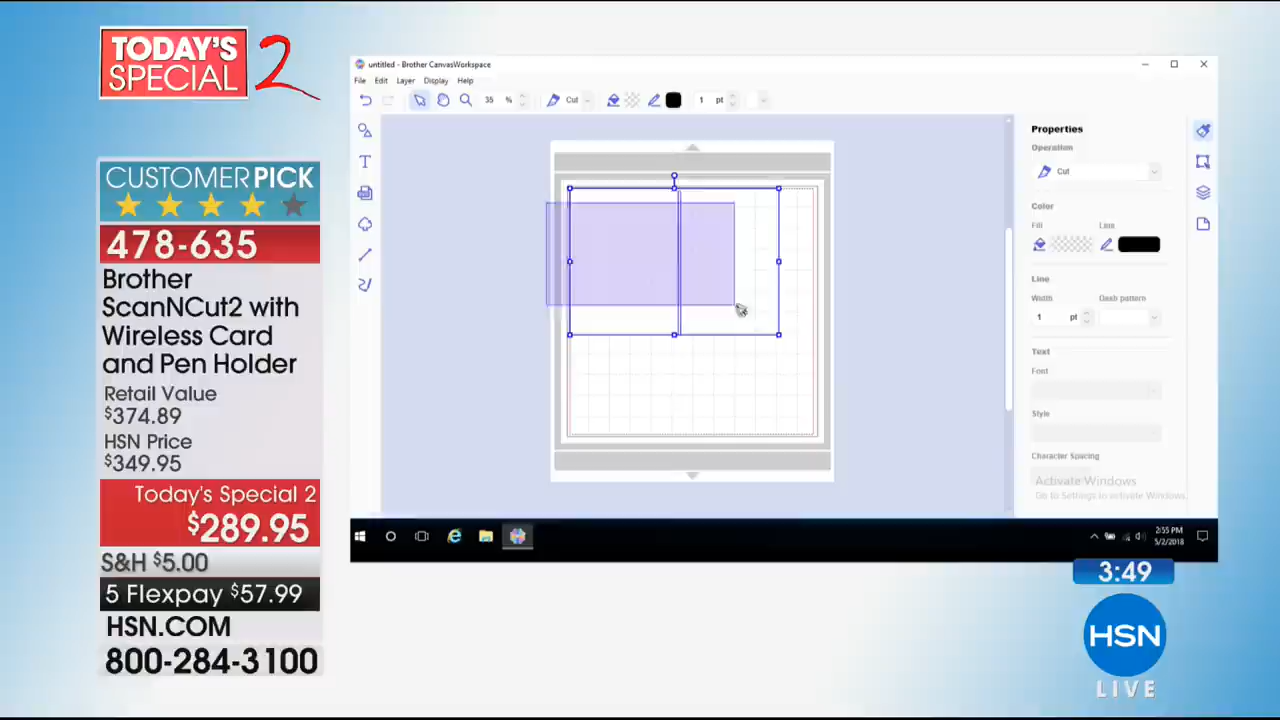 TODAY'S
SPECIAL 2
CUSTOMER PICK
478-635
Brother
ScanNCut2 with
Wireless Card
and Pen Holder
Retail Value
$374.89
HSN Price
$349.95
Today's Special 2
$289.95
S&H $5.00
5 Flexpay $57.99
HSN.COM
800-284-3100
untitled - Brother CanvasWorkspace
File Edit Layer Display Help
35 % Cut 1 pt
T
Properties
Operation
Cut
Color
Fill Line
Line
Width Dash pattern
1 pt
Text
Font
Style
Character Spacing
Activate Windows
Go to Settings to activate Windows.
2:55 PM
5/2/2018
3:49
HSN
LIVE